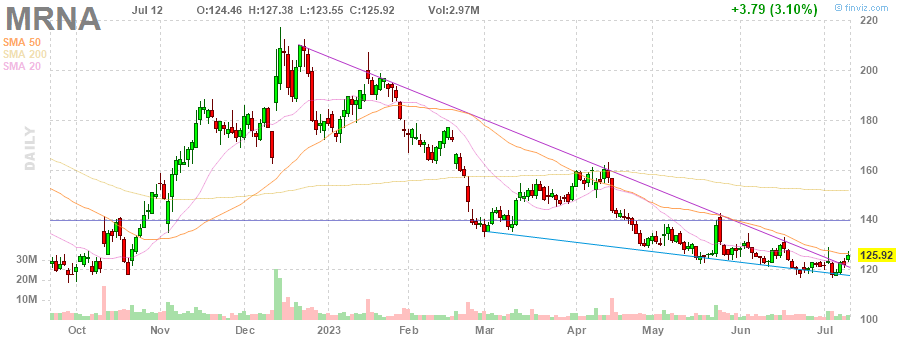 MRNA Jul 12 O:124.46 H:127.38 L:123.55 C:125.92 Vol:2.97M +3.79 (3.10%) @ finviz.com
SMA 50
SMA 200
SMA 20
DAILY
220
200
180
160
140
125.92
120
100
30M
20M
10M
Oct Nov Dec 2023 Feb Mar Apr May Jun Jul